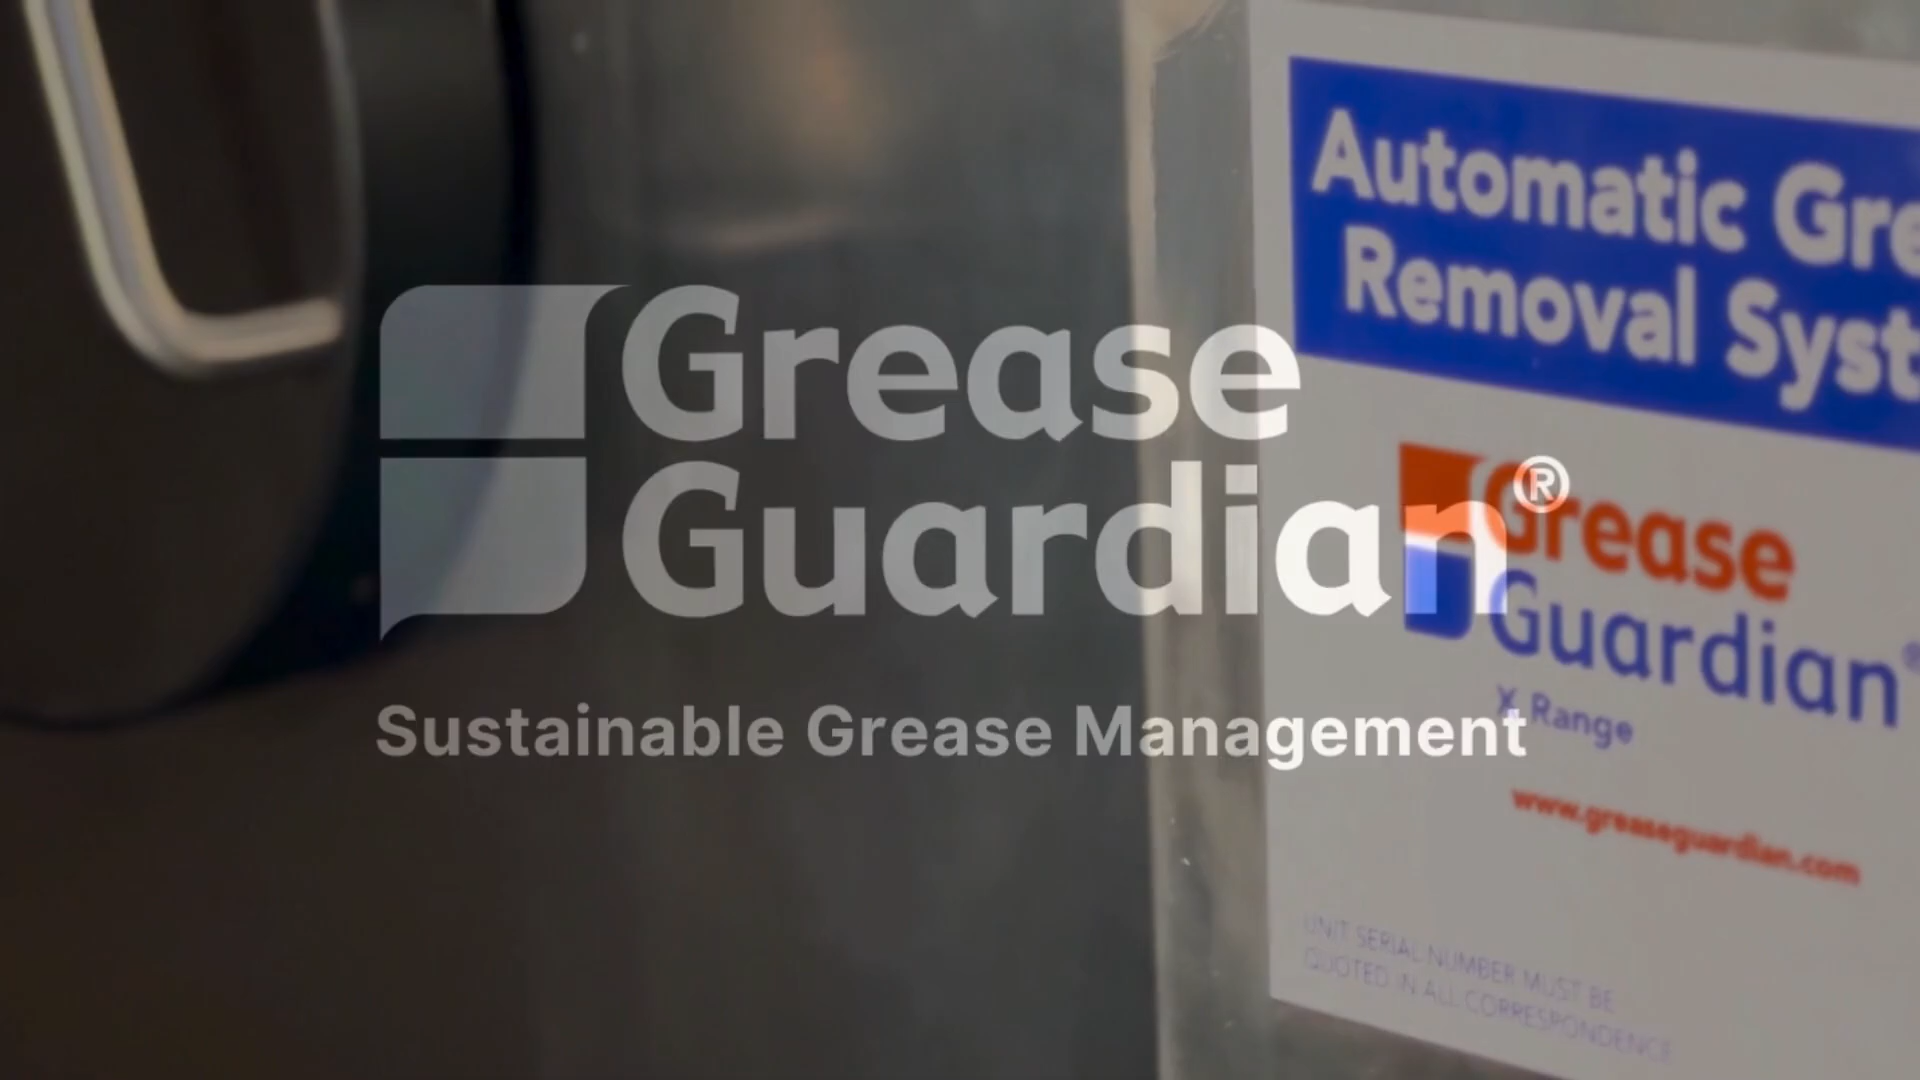 Grease
Guardian®
Sustainable Grease Management
Automatic Gre
Removal Syst
Grease
Guardian®
X Range
www.greaseguardian.com
UNIT SERIAL NUMBER MUST BE
QUOTED IN ALL CORRESPONDENCE